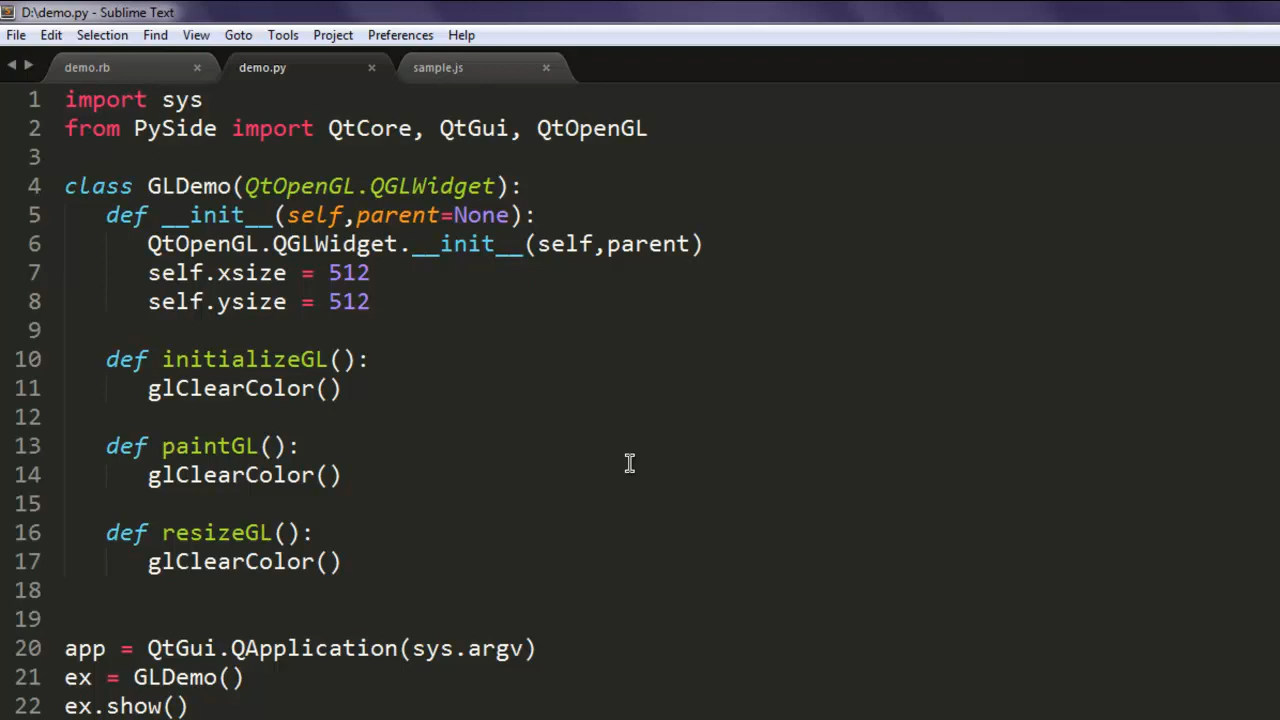 D:\demo.py - Sublime Text
File Edit Selection Find View Goto Tools Project Preferences Help
demo.rb × demo.py × sample.js ×
1 import sys
2 from PySide import QtCore, QtGui, QtOpenGL
3
4 class GLDemo(QtOpenGL.QGLWidget):
5 def __init__(self,parent=None):
6 QtOpenGL.QGLWidget.__init__(self,parent)
7 self.xsize = 512
8 self.ysize = 512
9
10 def initializeGL():
11 glClearColor()
12
13 def paintGL():
14 glClearColor()
15
16 def resizeGL():
17 glClearColor()
18
19
20 app = QtGui.QApplication(sys.argv)
21 ex = GLDemo()
22 ex.show()